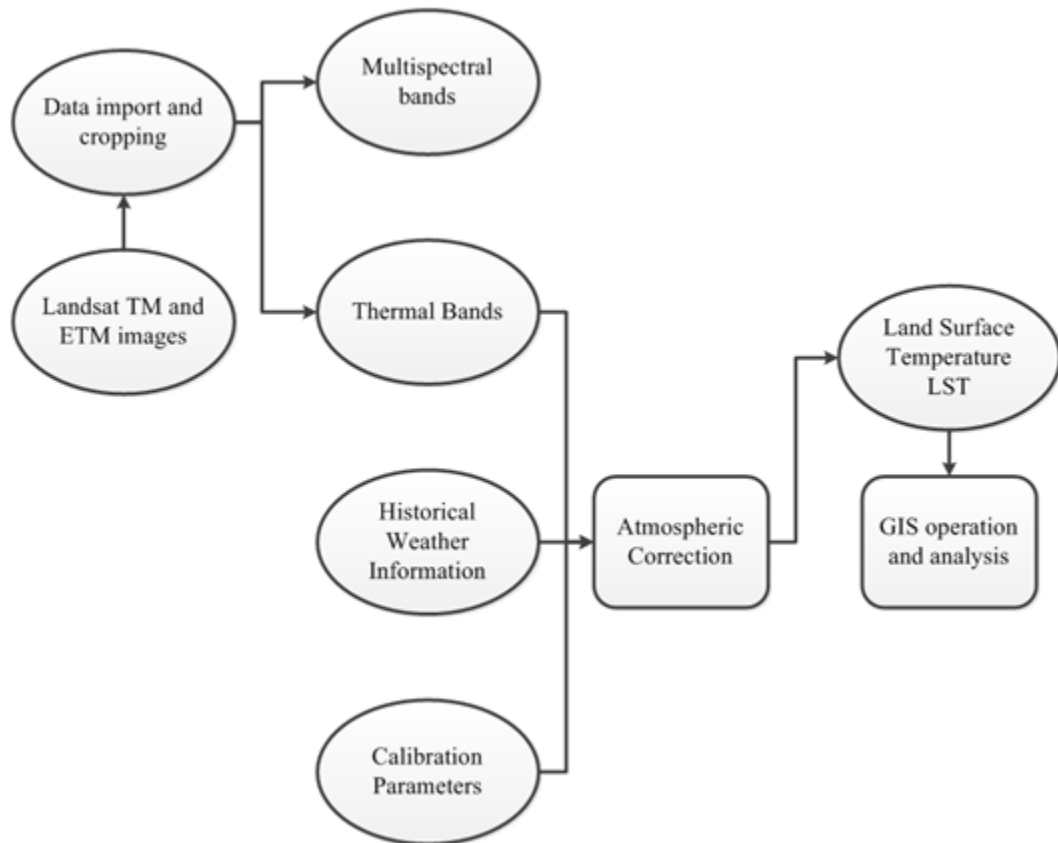 Multispectral
bands
Data import and
cropping
Landsat TM and
ETM images
Thermal Bands
Land Surface
Temperature
LST
Historical
Weather
Information
Atmospheric
Correction
GIS operation
and analysis
Calibration
Parameters